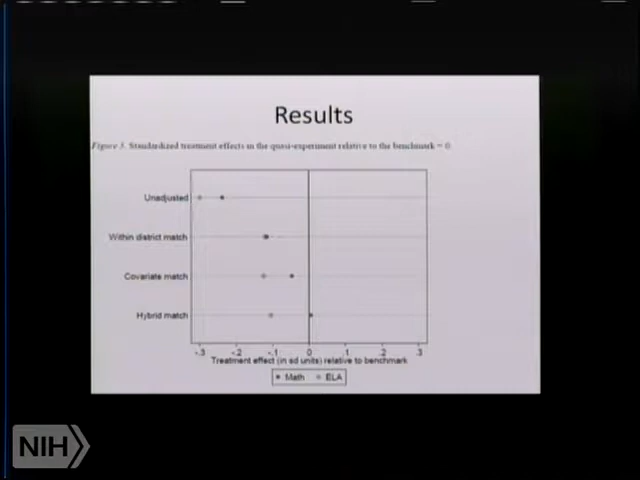 Results
Figure 3. Standardized treatment effects in the quasi-experiment relative to the benchmark = 0
Unadjusted
Within district match
Covariate match
Hybrid match
-.3 -.2 -.1 0 .1 .2 .3
Treatment effect (in sd units) relative to benchmark
Math ELA
NIH